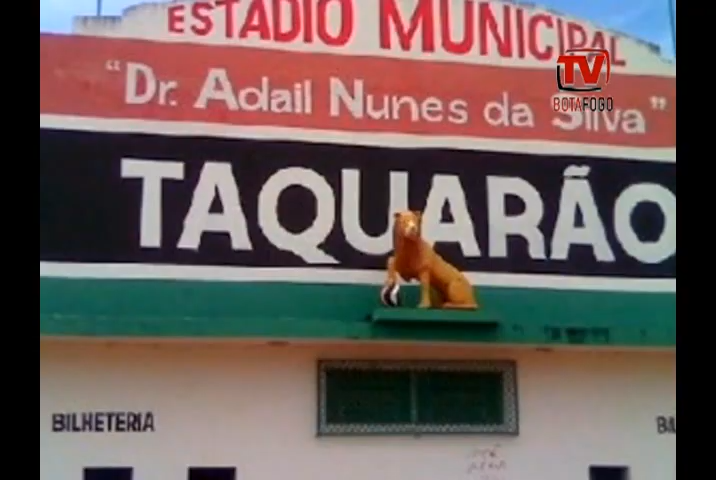 ESTADIO MUNICIPAL
TV
BOTAFOGO
"Dr. Adail Nunes da Silva"
TAQUARÃO
BILHETERIA